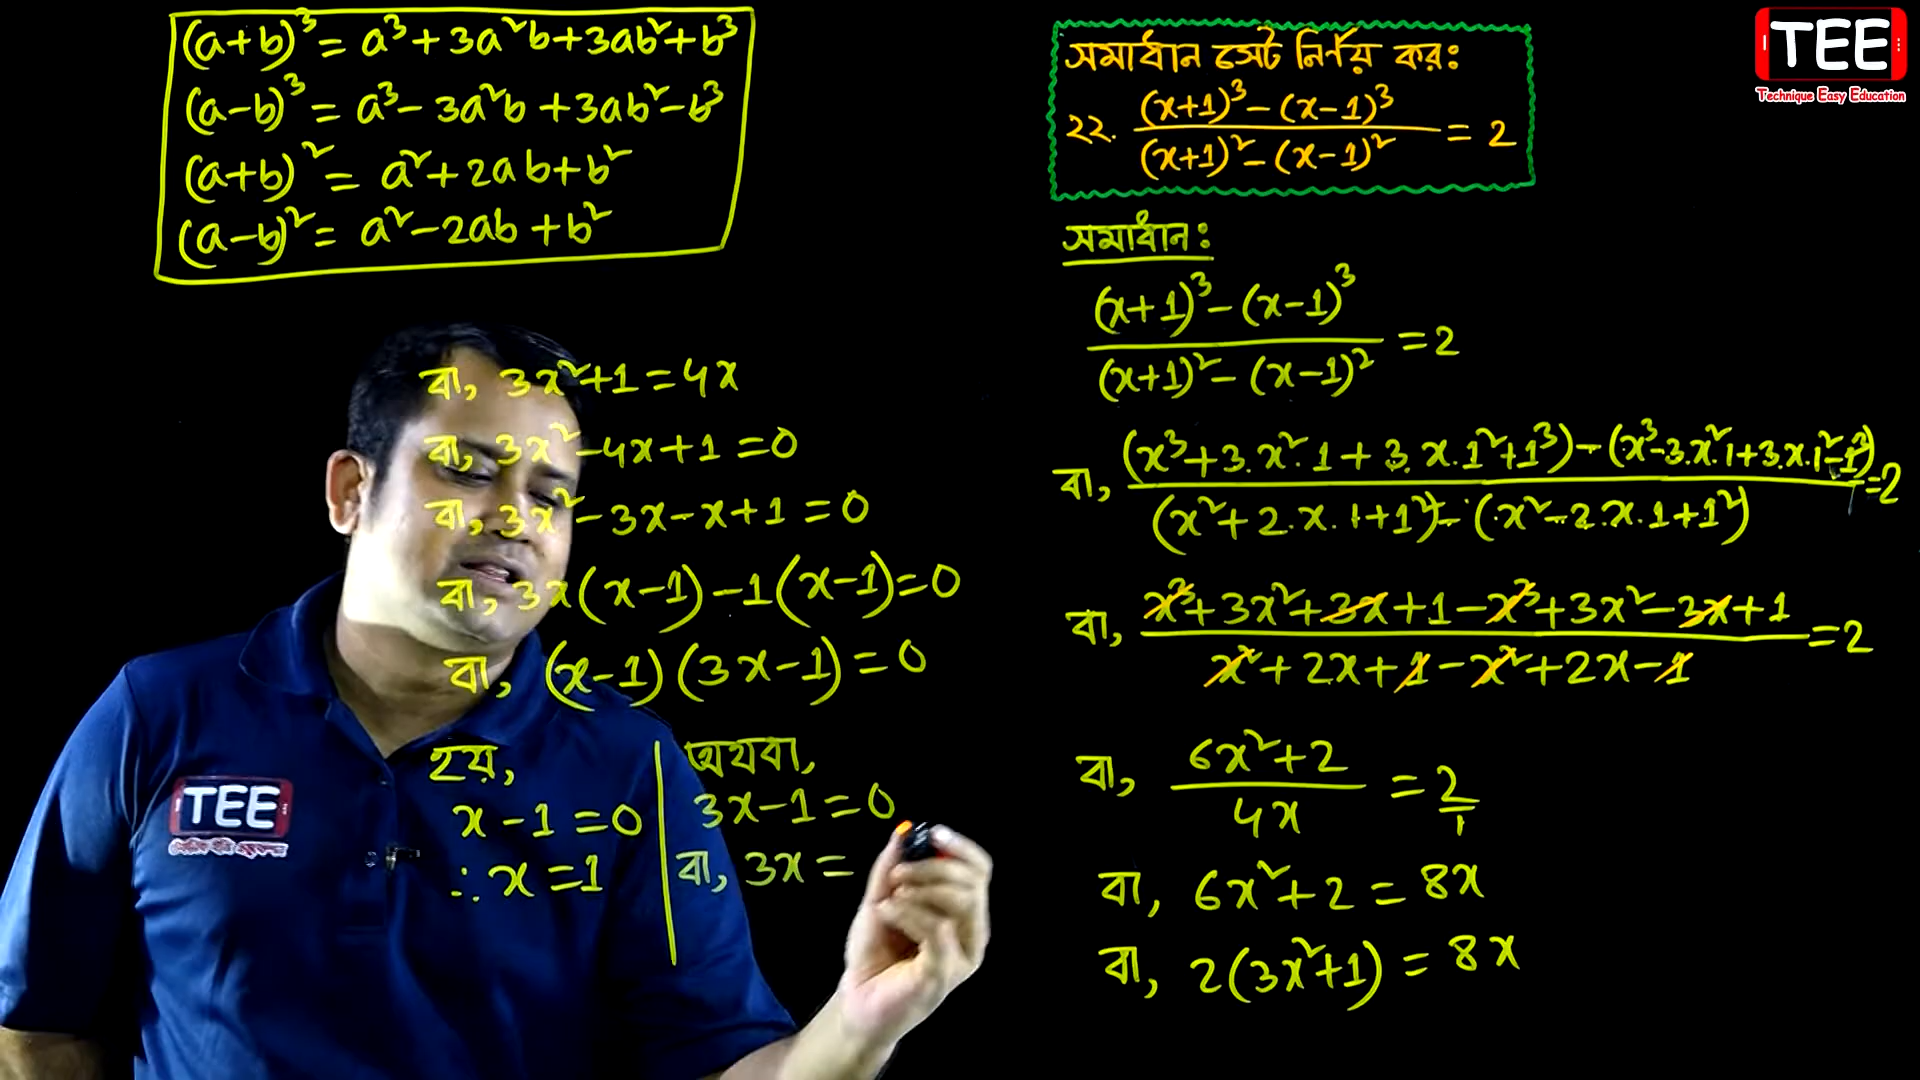 (a+b)³ = a³+3a²b+3ab²+b³
(a-b)³ = a³-3a²b+3ab²-b³
(a+b)² = a²+2ab+b²
(a-b)² = a²-2ab+b²
TEE
Technique Easy Education
সমাধান সেট নির্ণয় কর:
২২. ((x+1)³-(x-1)³)/((x+1)²-(x-1)²) = 2
সমাধান:
((x+1)³-(x-1)³)/((x+1)²-(x-1)²) = 2
বা, ((x³+3.x².1+3.x.1²+1³)-(x³-3.x².1+3.x.1²-1³))/((x²+2.x.1+1²)-(x²-2.x.1+1²)) = 2
বা, (x³+3x²+3x+1-x³+3x²-3x+1)/(x²+2x+1-x²+2x-1) = 2
বা, (6x²+2)/4x = 2/1
বা, 6x²+2 = 8x
বা, 2(3x²+1) = 8x
বা, 3x²+1 = 4x
বা, 3x²-4x+1 = 0
বা, 3x²-3x-x+1 = 0
বা, 3x(x-1)-1(x-1) = 0
বা, (x-1)(3x-1) = 0
হয়,
x-1 = 0
∴ x = 1
অথবা,
3x-1 = 0
বা, 3x =
TEE